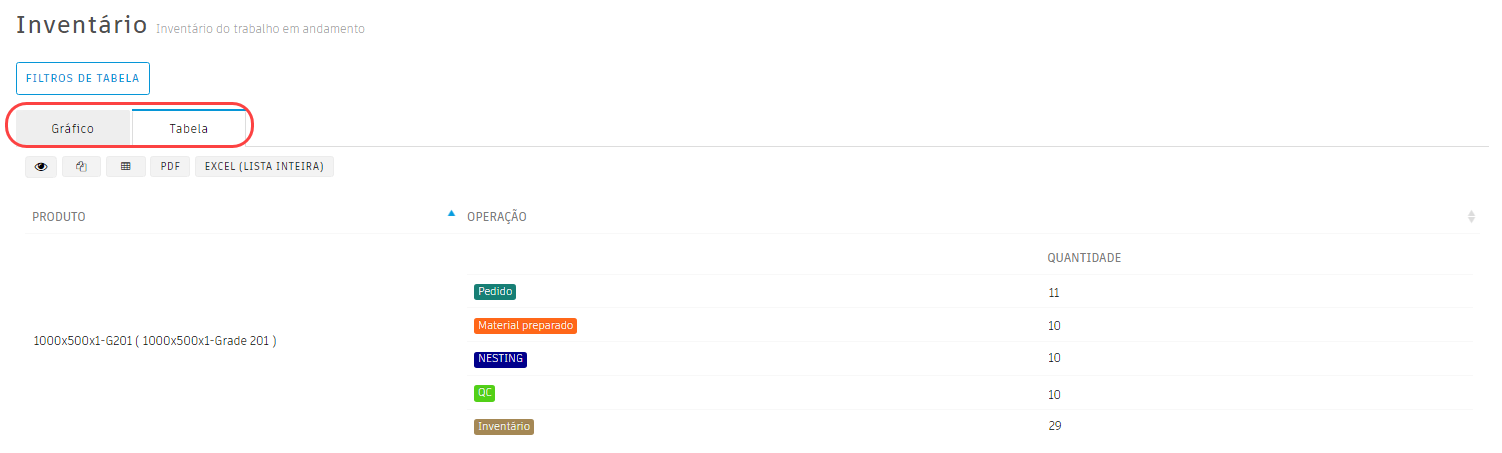 Inventário Inventário do trabalho em andamento
FILTROS DE TABELA
Gráfico Tabela
PDF EXCEL (LISTA INTEIRA)
PRODUTO OPERAÇÃO
QUANTIDADE
Pedido 11
Material preparado 10
1000x500x1-G201 ( 1000x500x1-Grade 201 )
NESTING 10
QC 10
Inventário 29